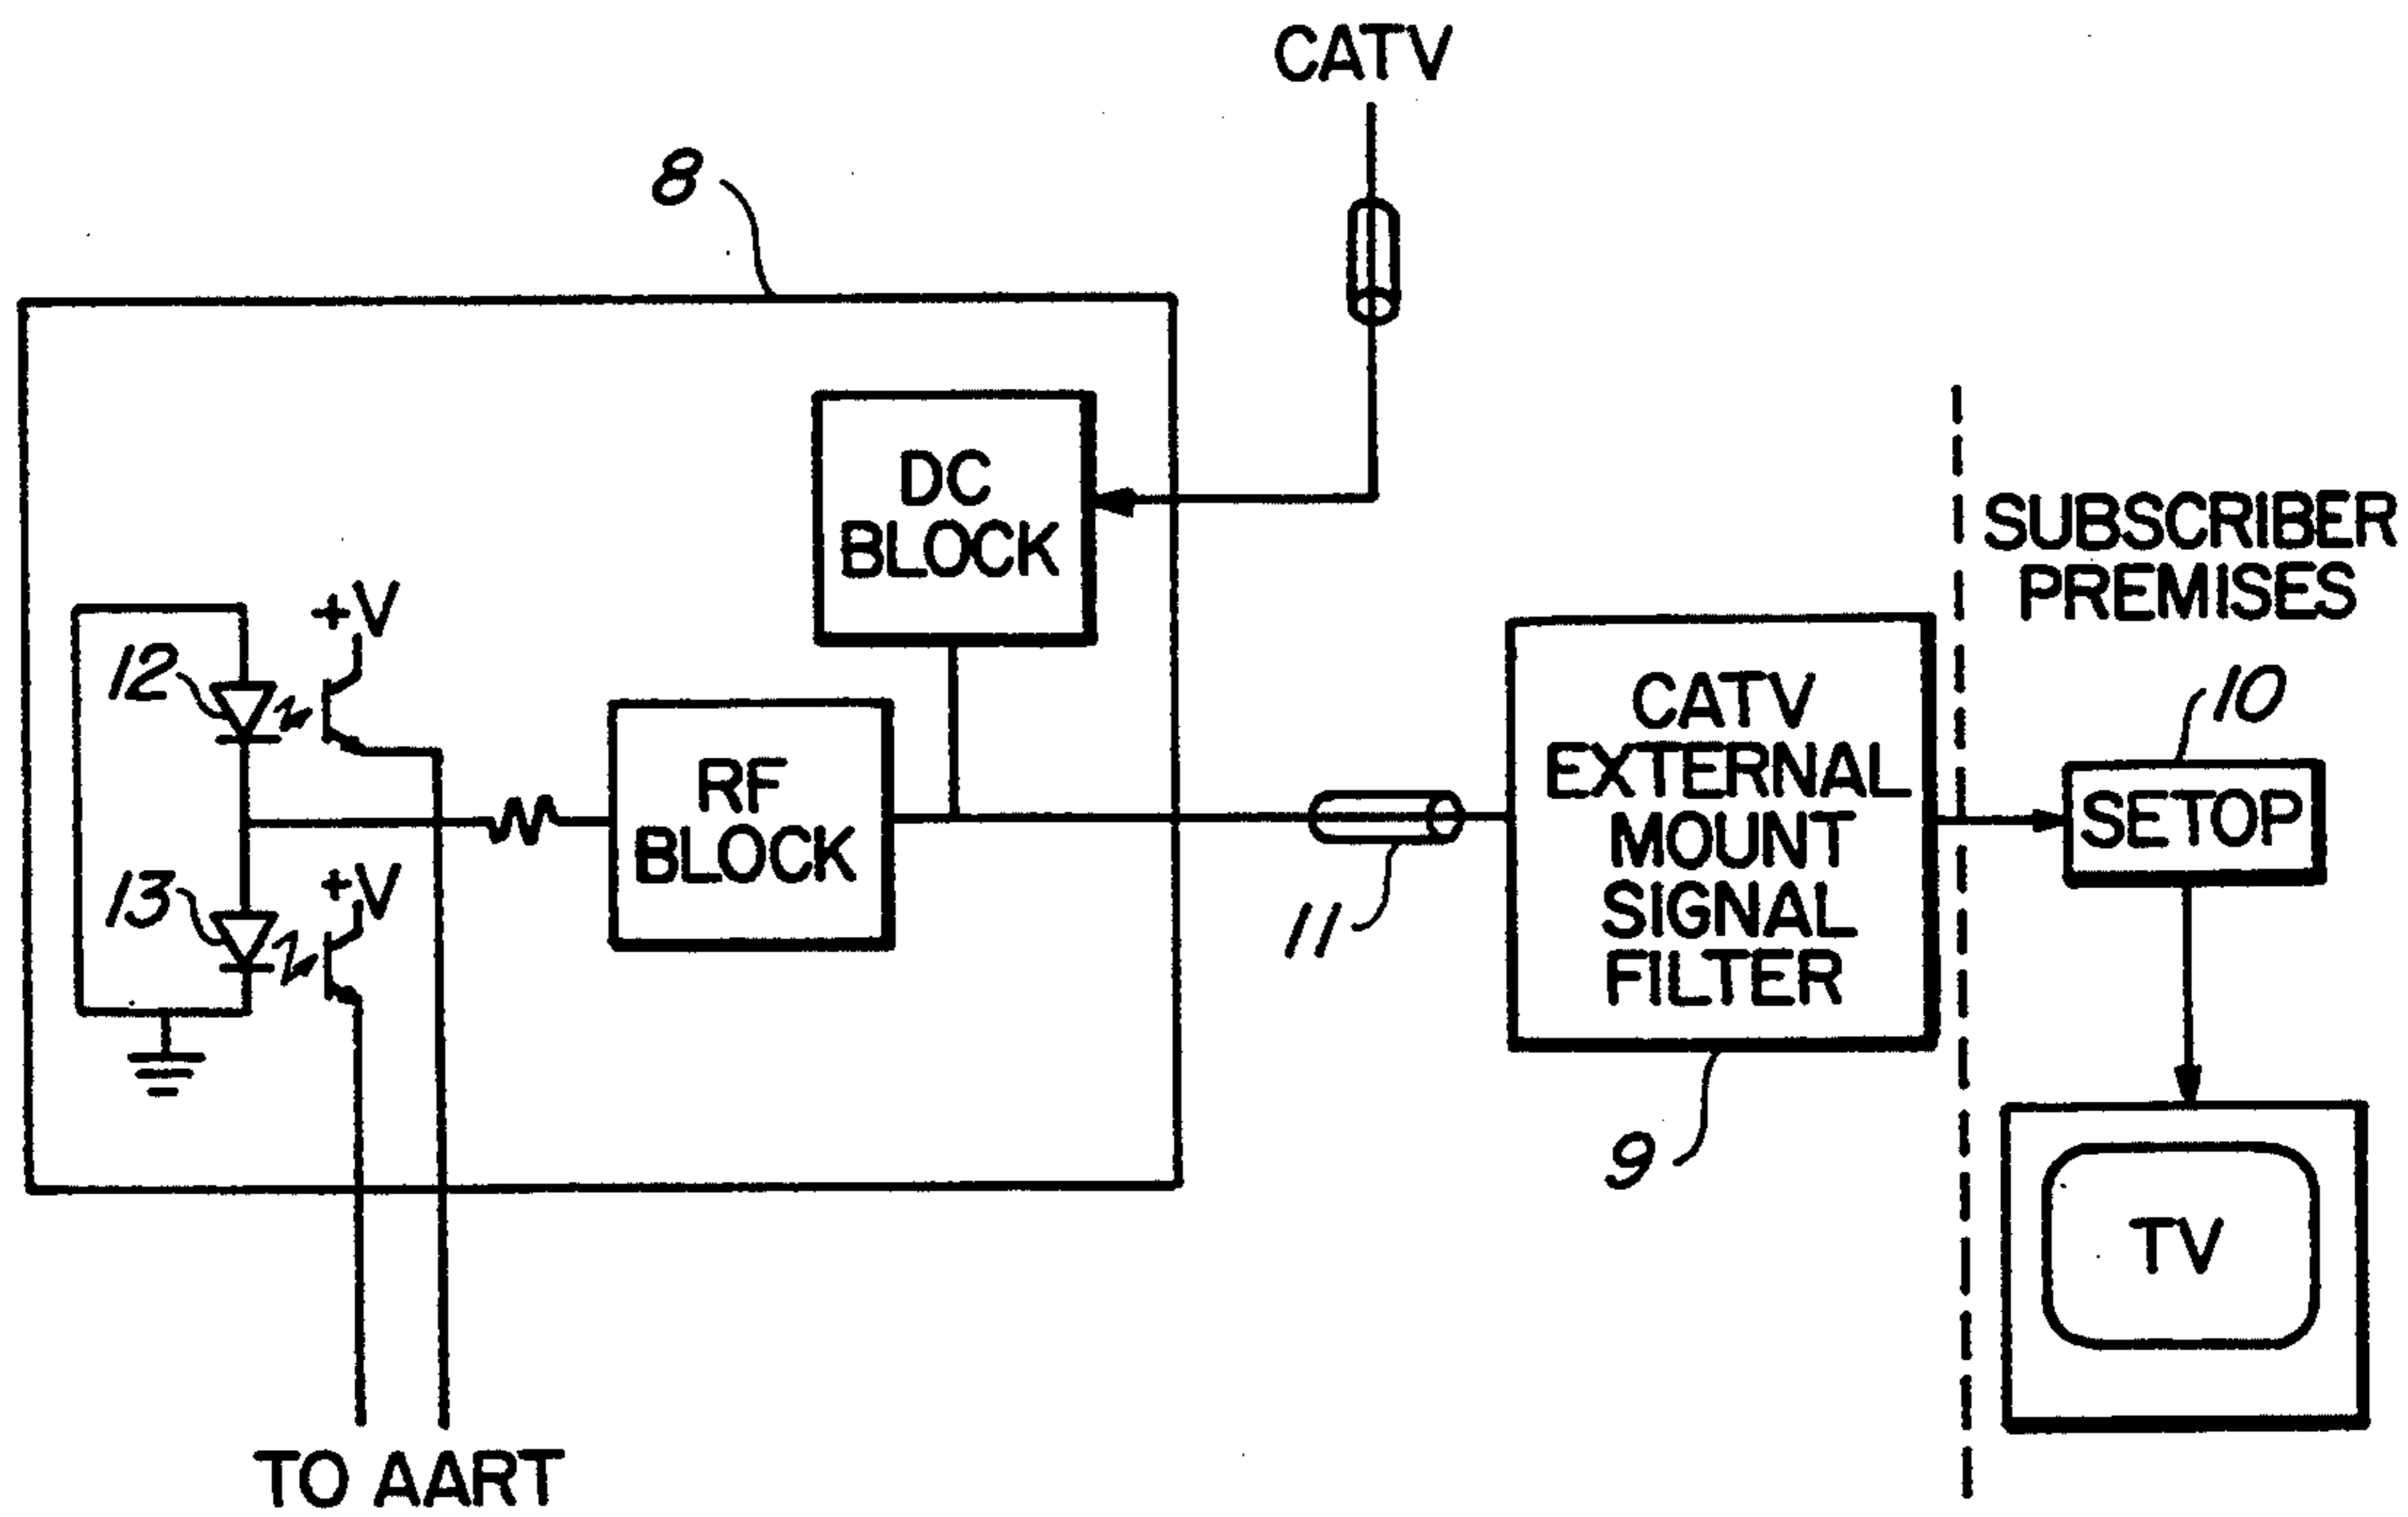 CATV
8
DC
BLOCK
SUBSCRIBER
PREMISES
+V
12
10
RF
BLOCK
CATV
EXTERNAL
MOUNT
SIGNAL
FILTER
SETOP
+V
13
11
9
TV
TO AART